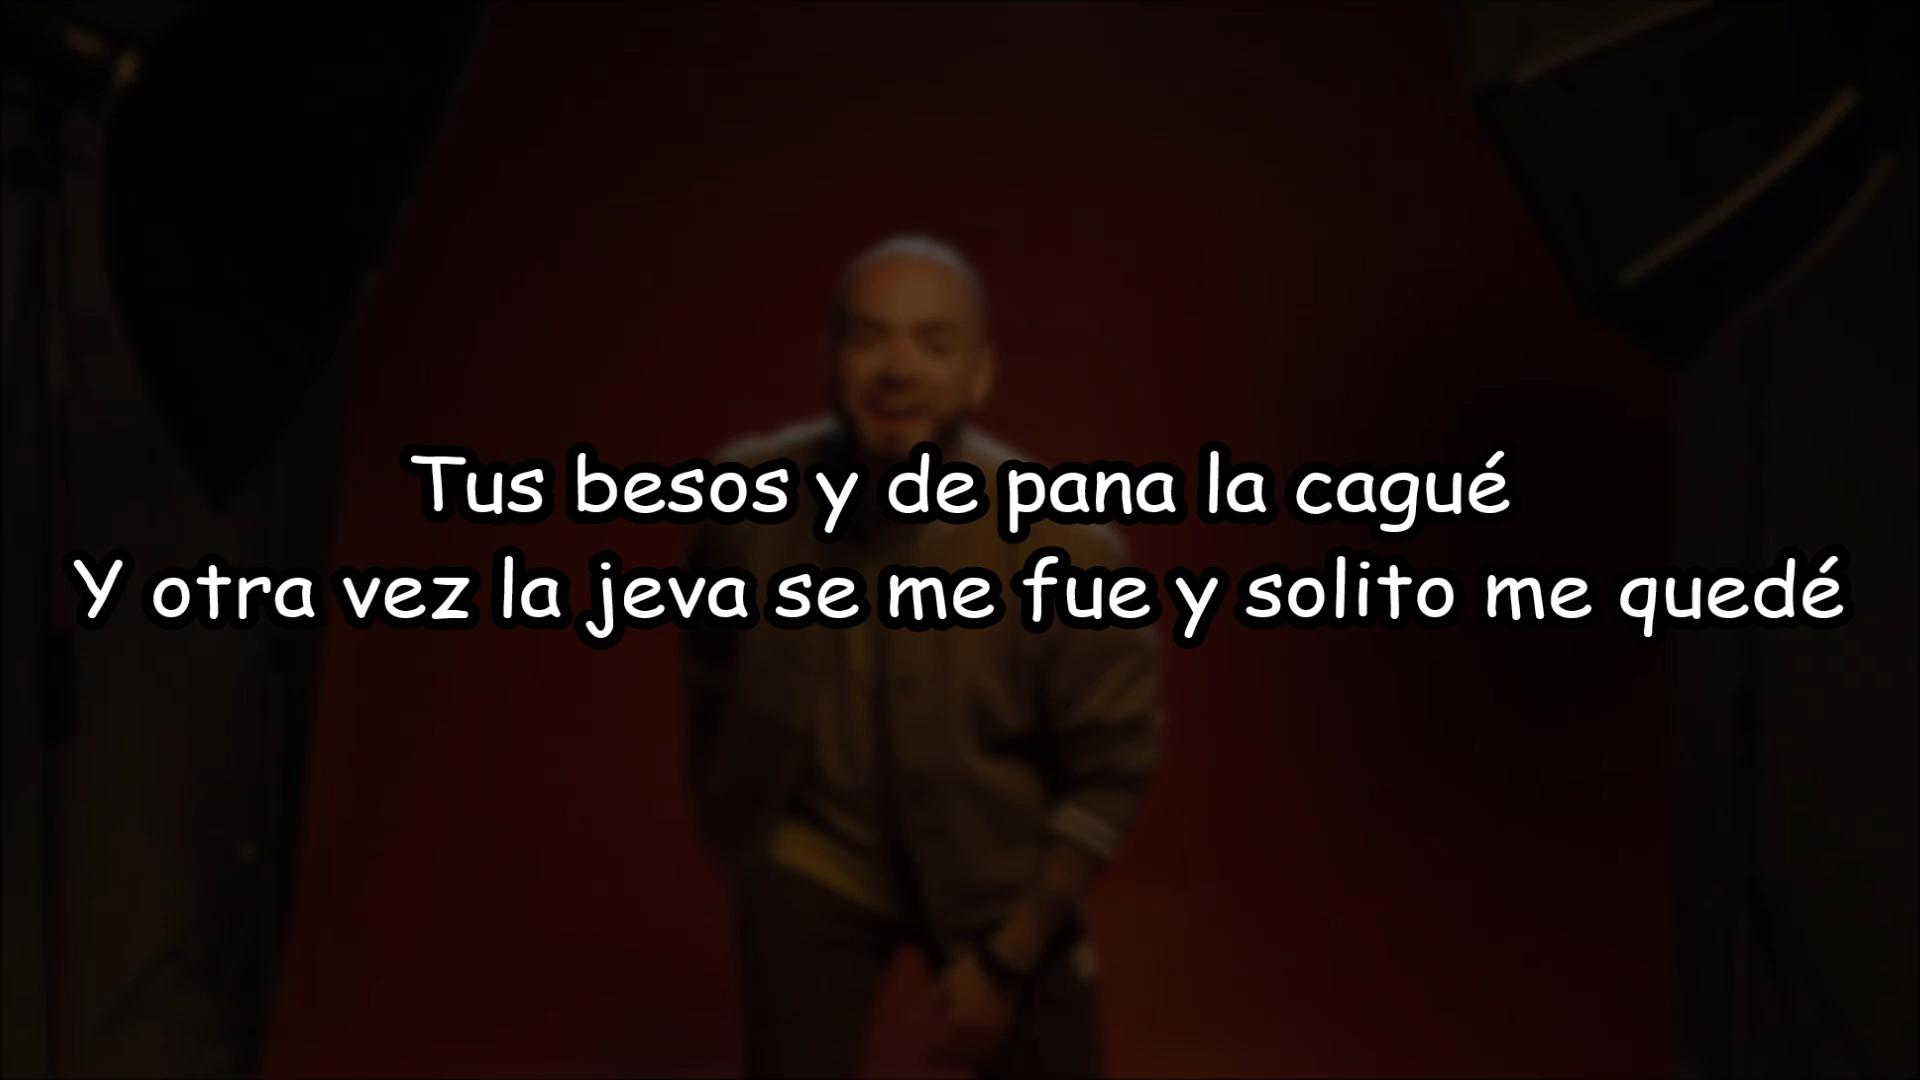 Tus besos y de pana la cagué
Y otra vez la jeva se me fue y solito me quedé